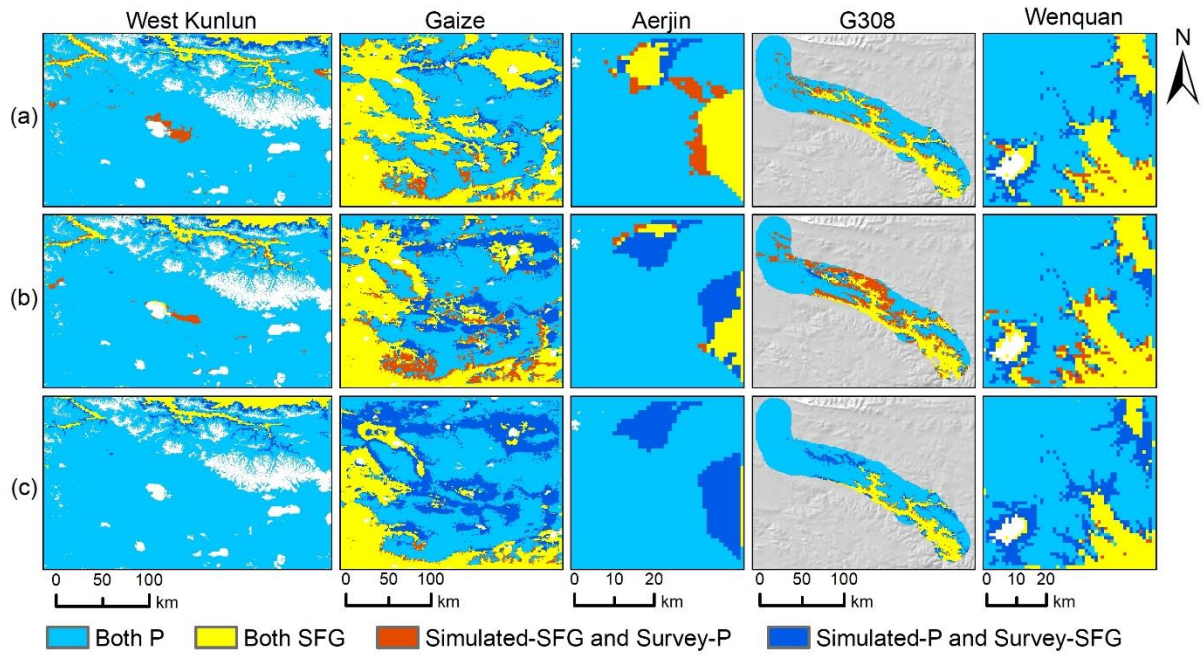 West Kunlun Gaize Aerjin G308 Wenquan
N
(a)
(b)
(c)
0 50 100 km 0 50 100 km 0 10 20 km 0 50 100 km 0 10 20 km
Both P Both SFG Simulated-SFG and Survey-P Simulated-P and Survey-SFG